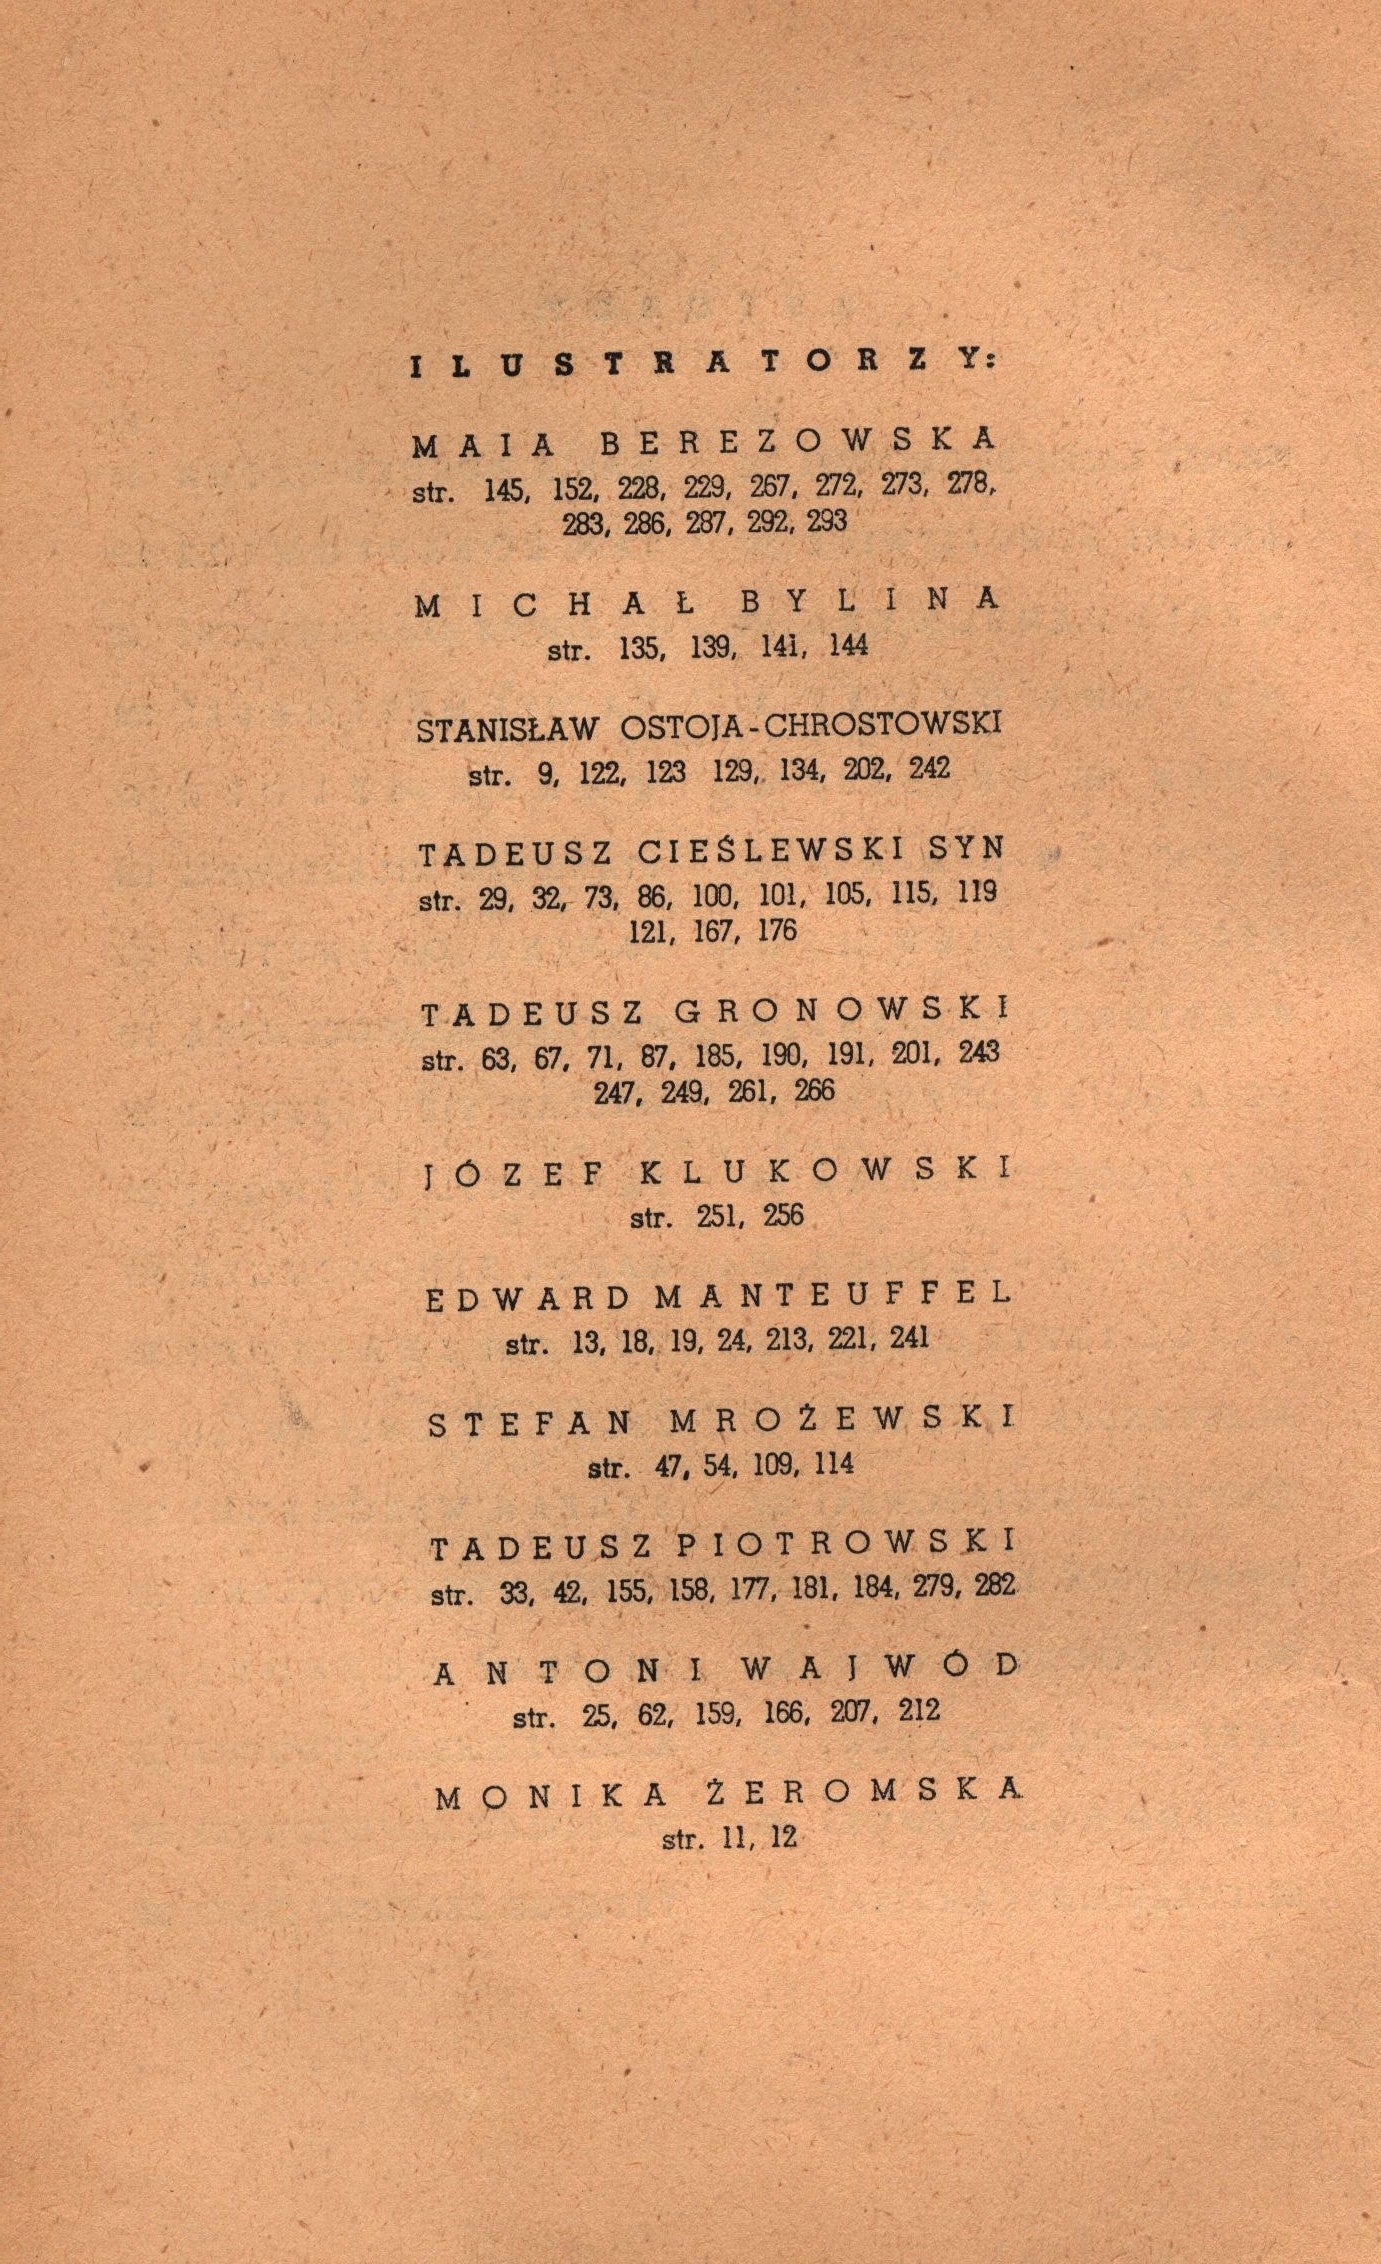 ILUSTRATORZY:
MAIA BEREZOWSKA
str. 145, 152, 228, 229, 267, 272, 273, 278,
283, 286, 287, 292, 293
MICHAŁ BYLINA
str. 135, 139, 141, 144
STANISŁAW OSTOJA-CHROSTOWSKI
str. 9, 122, 123 129, 134, 202, 242
TADEUSZ CIEŚLEWSKI SYN
str. 29, 32, 73, 86, 100, 101, 105, 115, 119
121, 167, 176
TADEUSZ GRONOWSKI
str. 63, 67, 71, 87, 185, 190, 191, 201, 243
247, 249, 261, 266
JÓZEF KLUKOWSKI
str. 251, 256
EDWARD MANTEUFFEL
str. 13, 18, 19, 24, 213, 221, 241
STEFAN MROŻEWSKI
str. 47, 54, 109, 114
TADEUSZ PIOTROWSKI
str. 33, 42, 155, 158, 177, 181, 184, 279, 282
ANTONI WAJWÓD
str. 25, 62, 159, 166, 207, 212
MONIKA ŻEROMSKA
str. 11, 12